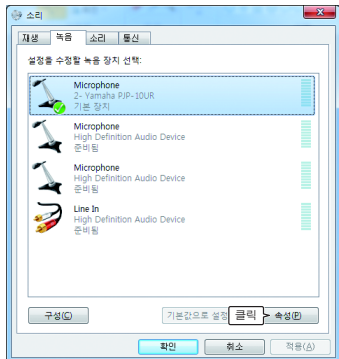 소리
재생 녹음 소리 통신
설정을 수정할 녹음 장치 선택:
Microphone
2- Yamaha PJP-10UR
기본 장치
Microphone
High Definition Audio Device
준비됨
Microphone
High Definition Audio Device
준비됨
Line In
High Definition Audio Device
준비됨
구성(C) 기본값으로 설정 클릭 속성(P)
확인 취소 적용(A)